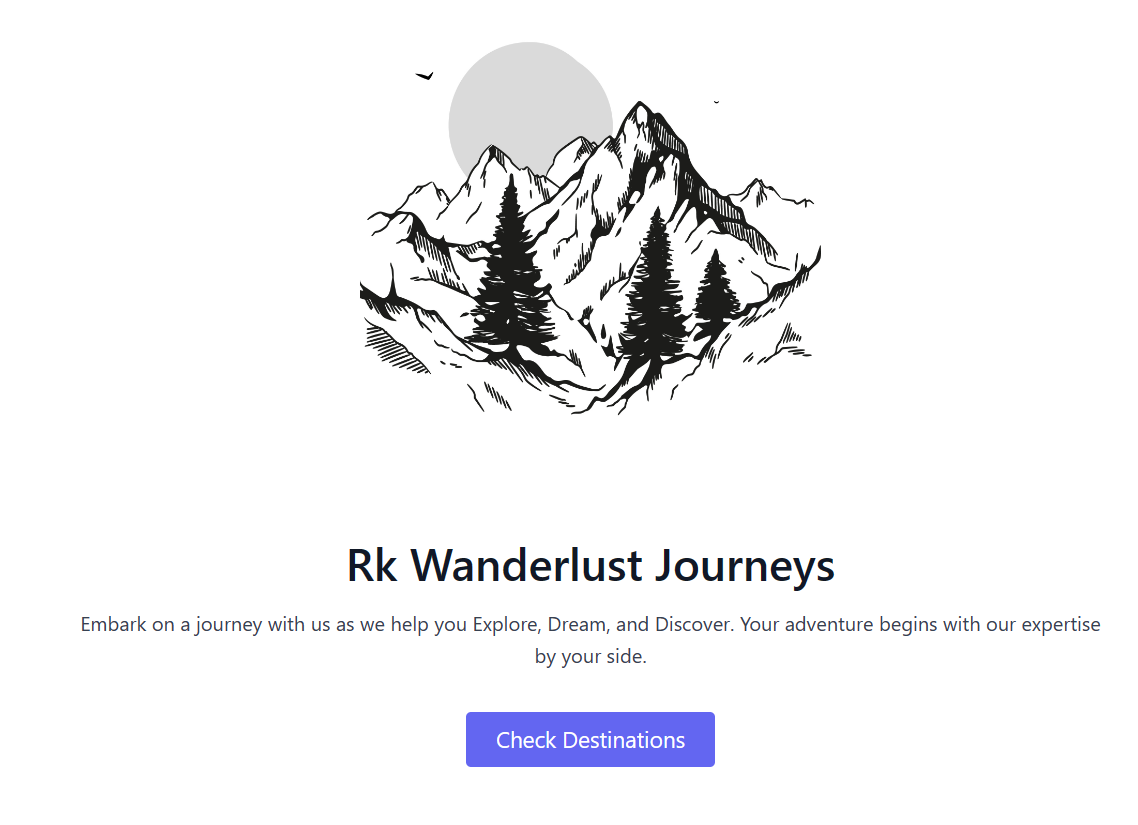 Rk Wanderlust Journeys
Embark on a journey with us as we help you Explore, Dream, and Discover. Your adventure begins with our expertise
by your side.
Check Destinations